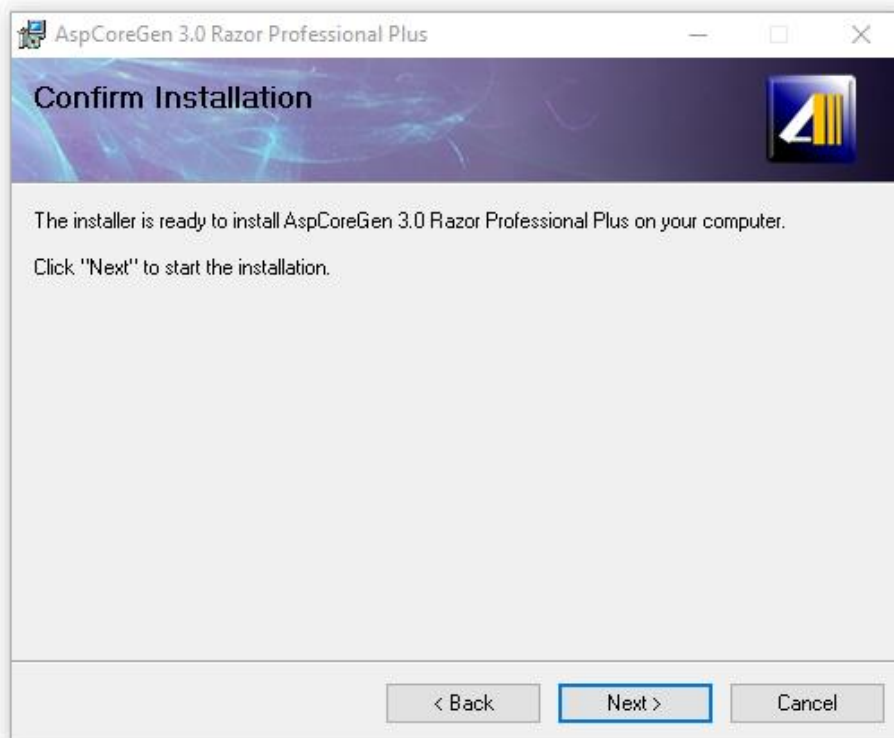 AspCoreGen 3.0 Razor Professional Plus
Confirm Installation
The installer is ready to install AspCoreGen 3.0 Razor Professional Plus on your computer.
Click "Next" to start the installation.
< Back
Next >
Cancel